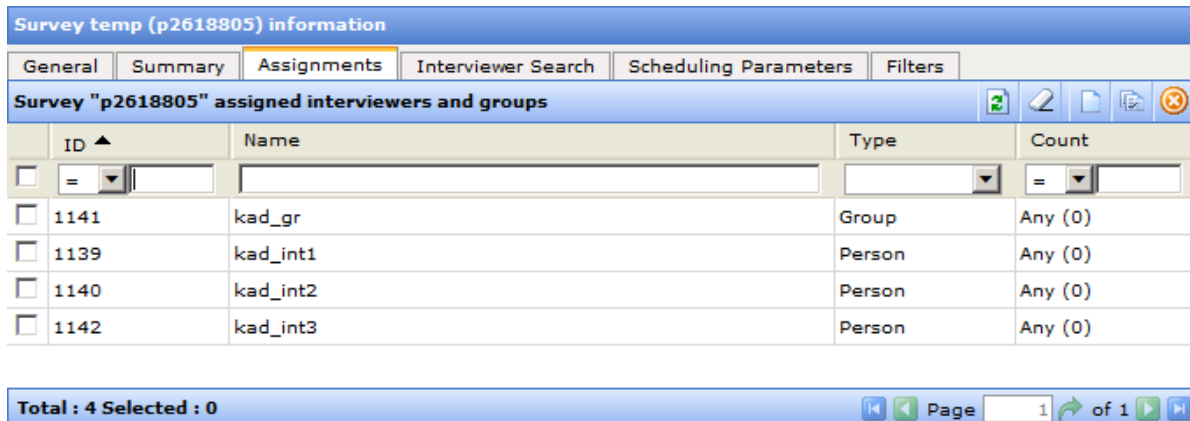 Survey temp (p2618805) information
General Summary Assignments Interviewer Search Scheduling Parameters Filters
Survey "p2618805" assigned interviewers and groups
ID Name Type Count
= =
1141 kad_gr Group Any (0)
1139 kad_int1 Person Any (0)
1140 kad_int2 Person Any (0)
1142 kad_int3 Person Any (0)
Total : 4 Selected : 0 Page 1 of 1